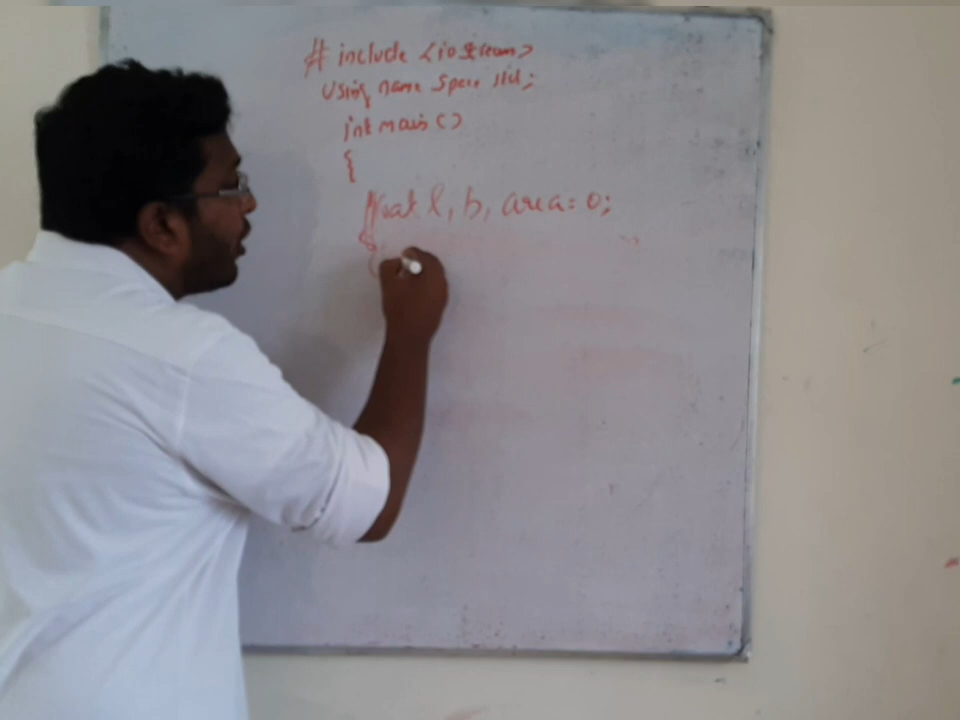 # include <iostream>
using name space std;
int main ()
{
float l, b, area = 0;